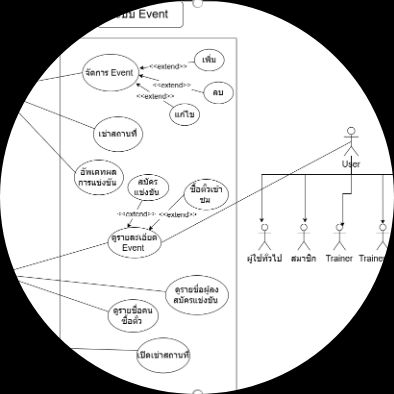 Event
เพิ่ม
<<extend>>
จัดการ Event
<<extend>>
ลบ
<<extend>>
แก้ไข
เช่าสถานที่
อัพเดทผล
การแข่งขัน
สมัคร
แข่งขัน
ซื้อตั๋วเข้า
ชม
<<extend>>
<<extend>>
ดูรายละเอียด
Event
User
ผู้ใช้ทั่วไป
สมาชิก
Trainer
Trainer
ดูรายชื่อผู้ลง
สมัครแข่งขัน
ดูรายชื่อคน
ซื้อตั๋ว
เปิดเช่าสถานที่